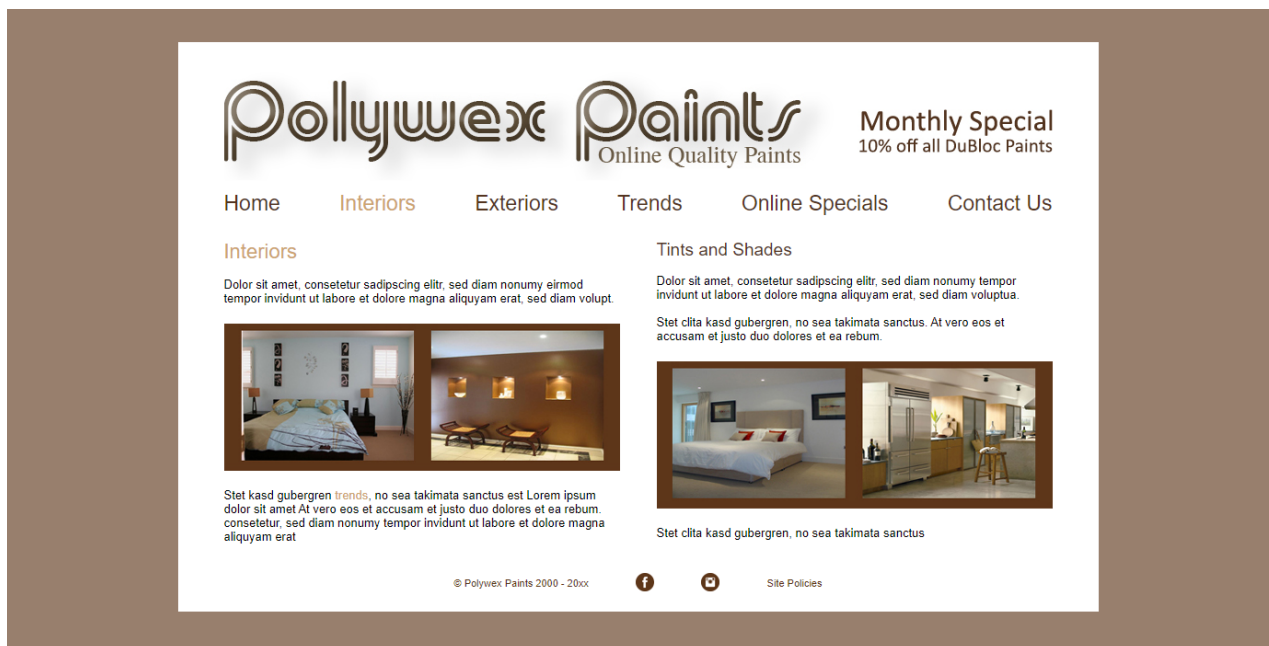 Polywex Paints
Online Quality Paints
Monthly Special
10% off all DuBloc Paints
Home Interiors Exteriors Trends Online Specials Contact Us
Interiors
Dolor sit amet, consetetur sadipscing elitr, sed diam nonumy eirmod
tempor invidunt ut labore et dolore magna aliquyam erat, sed diam volupt.
Stet kasd gubergren trends, no sea takimata sanctus est Lorem ipsum
dolor sit amet At vero eos et accusam et justo duo dolores et ea rebum.
consetetur, sed diam nonumy tempor invidunt ut labore et dolore magna
aliquyam erat
Tints and Shades
Dolor sit amet, consetetur sadipscing elitr, sed diam nonumy tempor
invidunt ut labore et dolore magna aliquyam erat, sed diam voluptua.
Stet clita kasd gubergren, no sea takimata sanctus. At vero eos et
accusam et justo duo dolores et ea rebum.
Stet clita kasd gubergren, no sea takimata sanctus
© Polywex Paints 2000 - 20xx
Site Policies